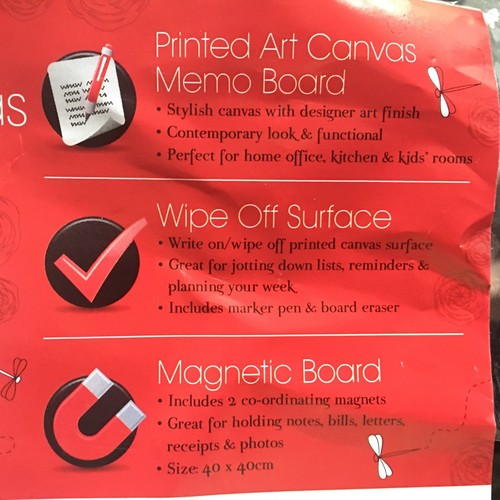 Printed Art Canvas
Memo Board
• Stylish canvas with designer art finish
• Contemporary look & functional
• Perfect for home office, kitchen & kids' rooms
as
Wipe Off Surface
• Write on/wipe off printed canvas surface
• Great for jotting down lists, reminders &
planning your week
• Includes marker pen & board eraser
Magnetic Board
• Includes 2 co-ordinating magnets
• Great for holding notes, bills, letters,
receipts & photos
• Size: 40 x 40cm